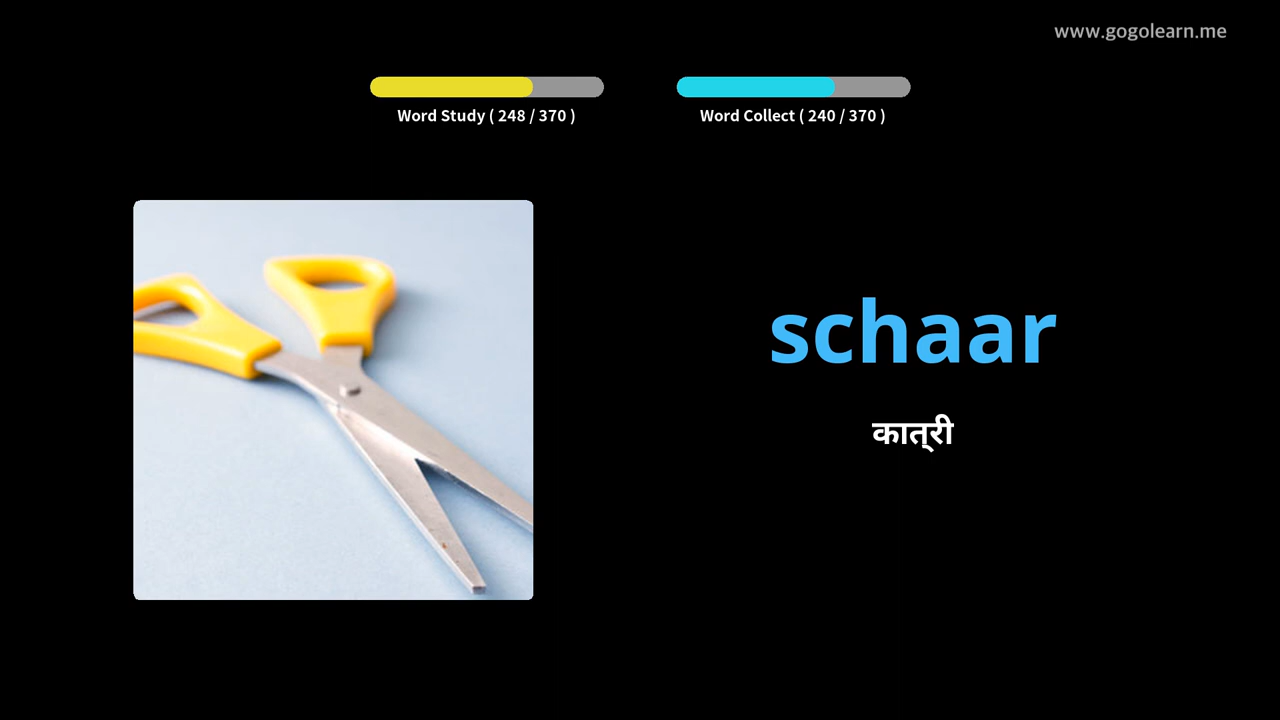 www.gogolearn.me
Word Study ( 248 / 370 )
Word Collect ( 240 / 370 )
schaar
कात्री